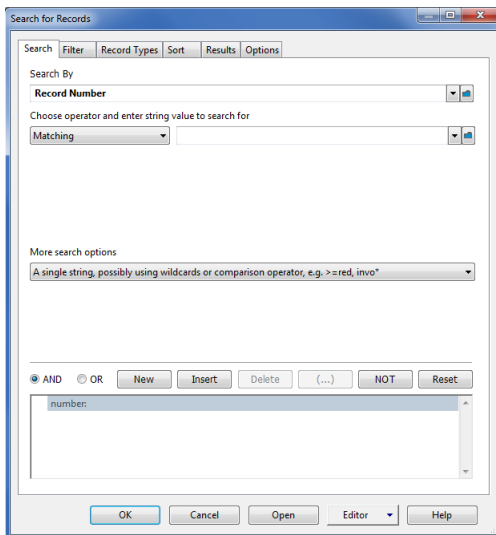 Search for Records
Search Filter Record Types Sort Results Options
Search By
Record Number
Choose operator and enter string value to search for
Matching
More search options
A single string, possibly using wildcards or comparison operator, e.g. >=red, invo*
AND OR New Insert Delete (...) NOT Reset
number:
OK Cancel Open Editor Help